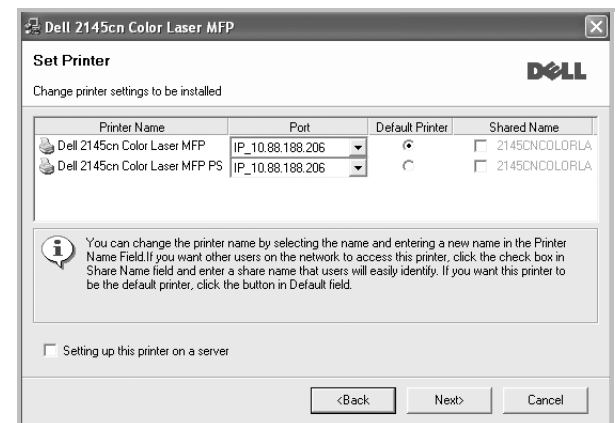 Dell 2145cn Color Laser MFP
Set Printer
DELL
Change printer settings to be installed
Printer Name Port Default Printer Shared Name
Dell 2145cn Color Laser MFP IP_10.88.188.206 2145CNCOLORLA
Dell 2145cn Color Laser MFP PS IP_10.88.188.206 2145CNCOLORLA
You can change the printer name by selecting the name and entering a new name in the Printer
Name Field.If you want other users on the network to access this printer, click the check box in
Share Name field and enter a share name that users will easily identify. If you want this printer to
be the default printer, click the button in Default field.
Setting up this printer on a server
<Back Next> Cancel